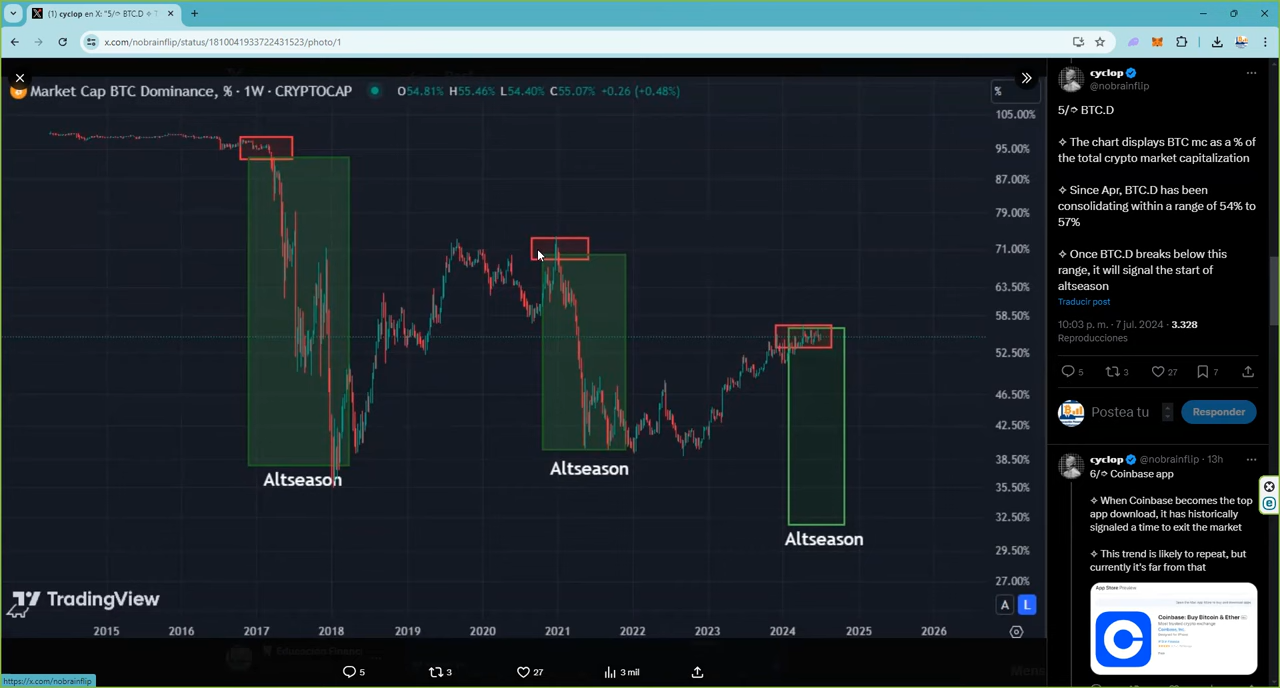 (1) cyclop en X: "5/ BTC.D
x.com/nobrainflip/status/1810041933722431523/photo/1
Market Cap BTC Dominance, % · 1W · CRYPTOCAP
O54.81% H55.46% L54.40% C55.07% +0.26 (+0.48%)
%
105.00%
95.00%
87.00%
79.00%
71.00%
63.50%
58.50%
52.50%
46.50%
42.50%
38.50%
35.50%
32.50%
29.50%
27.00%
Altseason
Altseason
Altseason
TradingView
A L
2015 2016 2017 2018 2019 2020 2021 2022 2023 2024 2025 2026
5 3 27 3 mil
https://x.com/nobrainflip
cyclop
@nobrainflip
5/ BTC.D
✧ The chart displays BTC mc as a % of
the total crypto market capitalization
✧ Since Apr, BTC.D has been
consolidating within a range of 54% to
57%
✧ Once BTC.D breaks below this
range, it will signal the start of
altseason
Traducir post
10:03 p. m. · 7 jul. 2024 · 3.328
Reproducciones
5 3 27 7
Postea tu
Responder
cyclop @nobrainflip · 13h
6/ Coinbase app
✧ When Coinbase becomes the top
app download, it has historically
signaled a time to exit the market
✧ This trend is likely to repeat, but
currently it's far from that
App Store Preview
Coinbase: Buy Bitcoin & Ether